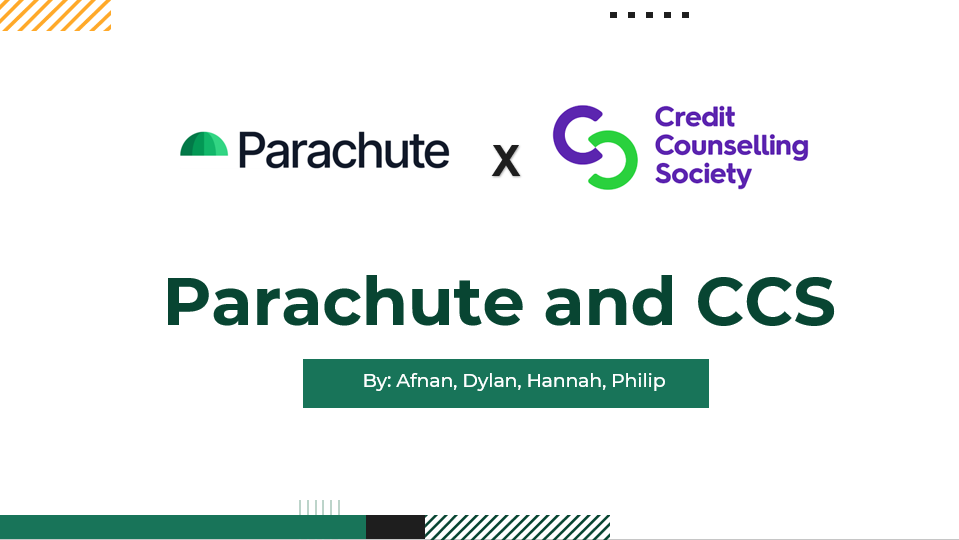 Parachute
x
Credit
Counselling
Society
Parachute and CCS
By: Afnan, Dylan, Hannah, Philip